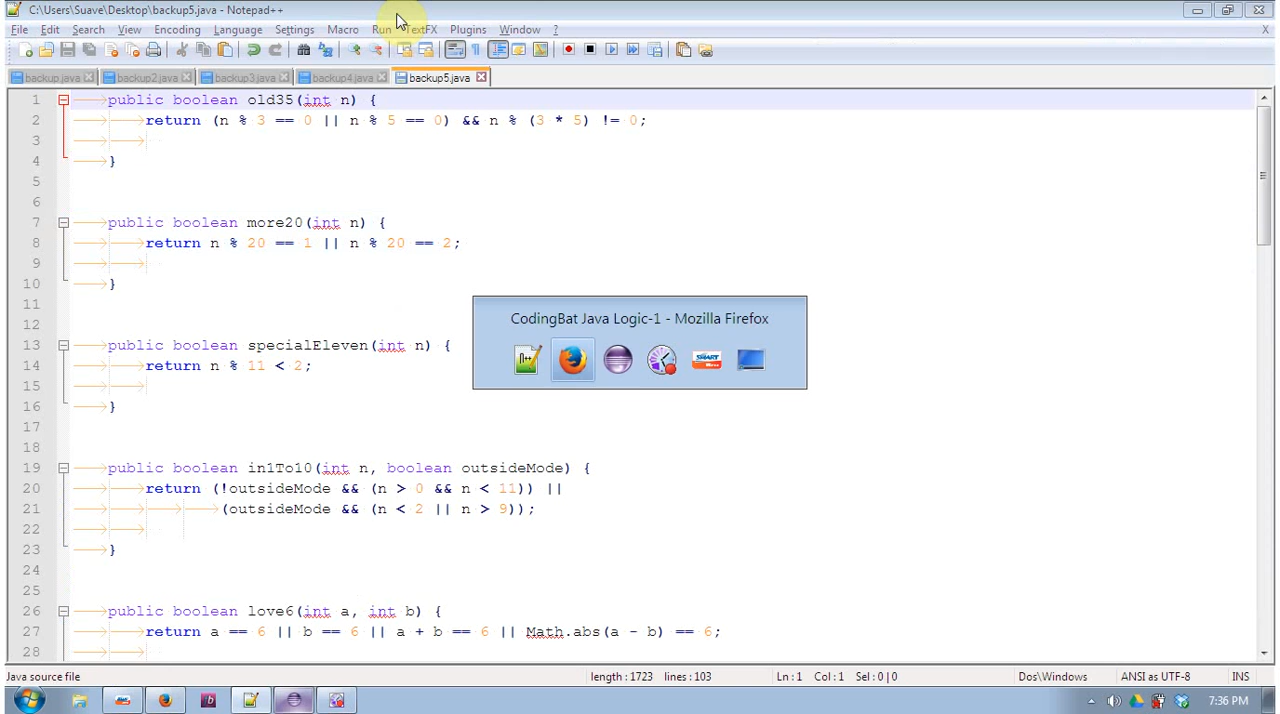 C:\Users\Suave\Desktop\backup5.java - Notepad++
File Edit Search View Encoding Language Settings Macro Run TextFX Plugins Window ? X
backup.java backup2.java backup3.java backup4.java backup5.java
1 public boolean old35(int n) {
2 return (n % 3 == 0 || n % 5 == 0) && n % (3 * 5) != 0;
3
4 }
5
6
7 public boolean more20(int n) {
8 return n % 20 == 1 || n % 20 == 2;
9
10 }
11
12
13 public boolean specialEleven(int n) {
14 return n % 11 < 2;
15
16 }
17
18
19 public boolean in1To10(int n, boolean outsideMode) {
20 return (!outsideMode && (n > 0 && n < 11)) ||
21 (outsideMode && (n < 2 || n > 9));
22
23 }
24
25
26 public boolean love6(int a, int b) {
27 return a == 6 || b == 6 || a + b == 6 || Math.abs(a - b) == 6;
28
CodingBat Java Logic-1 - Mozilla Firefox
n++ SMART
Java source file length : 1723 lines : 103 Ln : 1 Col : 1 Sel : 0 | 0 Dos\Windows ANSI as UTF-8 INS
7:36 PM